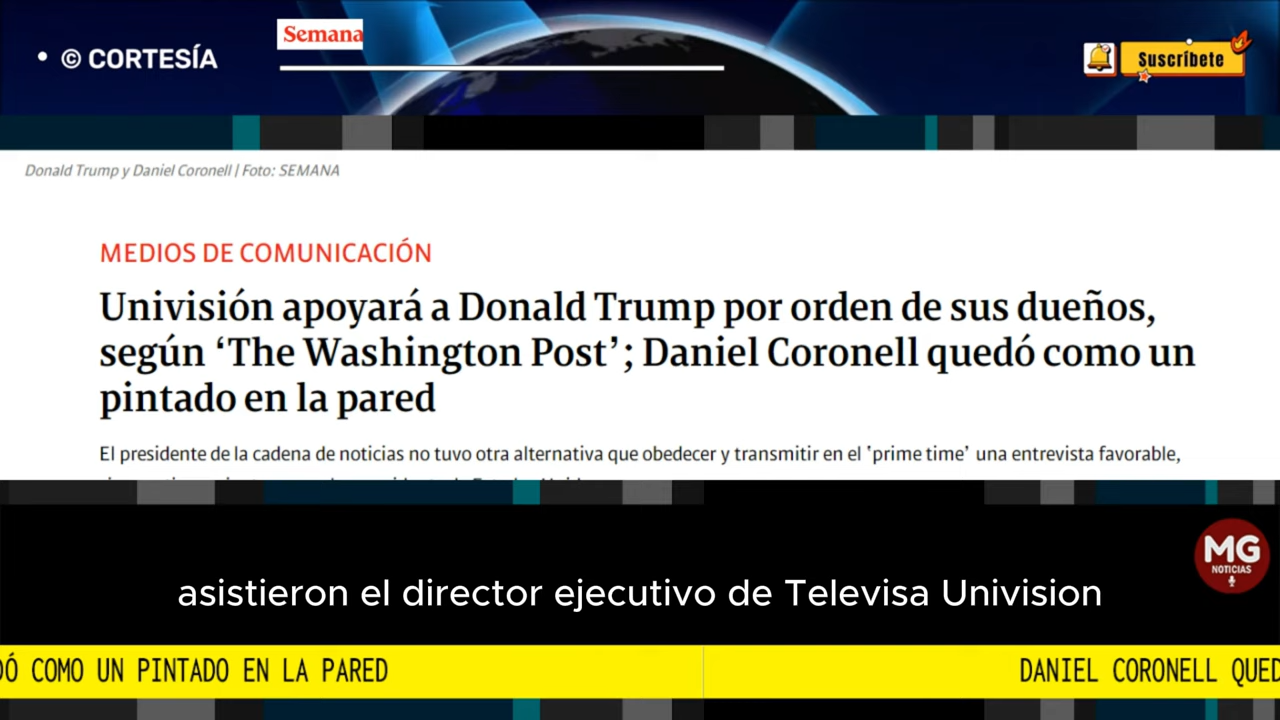 • © CORTESÍA
Semana
Suscríbete
Donald Trump y Daniel Coronell | Foto: SEMANA
MEDIOS DE COMUNICACIÓN
Univisión apoyará a Donald Trump por orden de sus dueños,
según ‘The Washington Post’; Daniel Coronell quedó como un
pintado en la pared
El presidente de la cadena de noticias no tuvo otra alternativa que obedecer y transmitir en el ‘prime time’ una entrevista favorable,
MG
NOTICIAS
asistieron el director ejecutivo de Televisa Univision
DÓ COMO UN PINTADO EN LA PARED
DANIEL CORONELL QUED